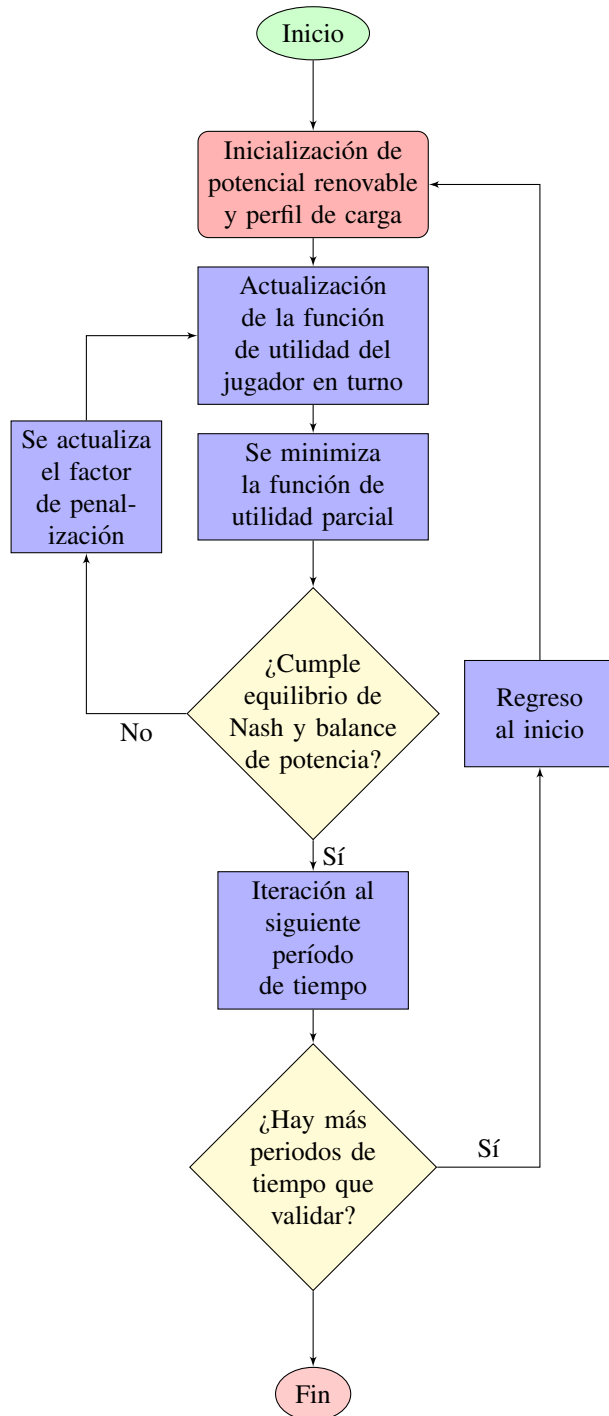 Inicio
Inicialización de
potencial renovable
y perfil de carga
Actualización
de la función
de utilidad del
jugador en turno
Se actualiza
el factor
de penal-
ización
Se minimiza
la función de
utilidad parcial
¿Cumple
equilibrio de
Nash y balance
de potencia?
No
Regreso
al inicio
Sí
Iteración al
siguiente
período
de tiempo
¿Hay más
periodos de
tiempo que
validar?
Sí
Fin